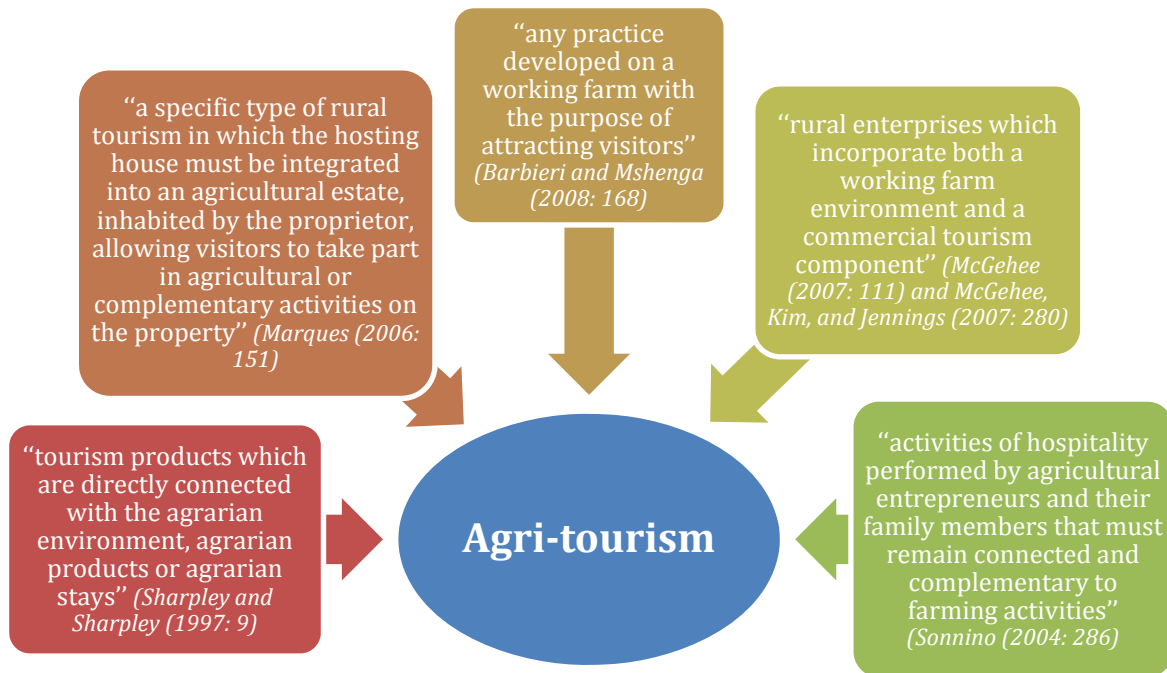 ‘‘tourism products which
are directly connected
with the agrarian
environment, agrarian
products or agrarian
stays’’ (Sharpley and
Sharpley (1997: 9)
‘‘a specific type of rural
tourism in which the hosting
house must be integrated
into an agricultural estate,
inhabited by the proprietor,
allowing visitors to take part
in agricultural or
complementary activities on
the property’’ (Marques (2006:
151)
‘‘any practice
developed on a
working farm with
the purpose of
attracting visitors’’
(Barbieri and Mshenga
(2008: 168)
‘‘rural enterprises which
incorporate both a
working farm
environment and a
commercial tourism
component’’ (McGehee
(2007: 111) and McGehee,
Kim, and Jennings (2007: 280)
‘‘activities of hospitality
performed by agricultural
entrepreneurs and their
family members that must
remain connected and
complementary to
farming activities’’
(Sonnino (2004: 286)
Agri-tourism